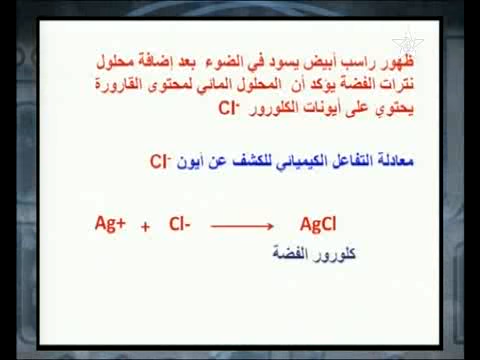 ظهور راسب أبيض يسود في الضوء بعد إضافة محلول
نترات الفضة يؤكد أن المحلول المائي لمحتوى القارورة
يحتوي على أيونات الكلورور Cl-
معادلة التفاعل الكيميائي للكشف عن أيون Cl-
Ag+ + Cl- ⟶ AgCl
كلورور الفضة